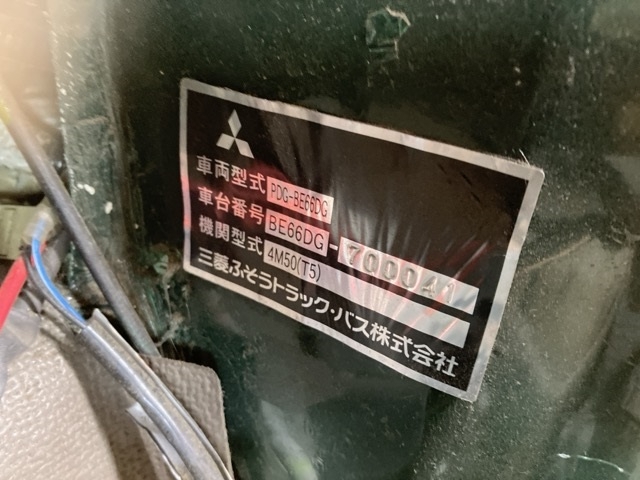 車両型式 PDG-BE66DG
車台番号 BE66DG-700041
機関型式 4M50(T5)
三菱ふそうトラック・バス株式会社